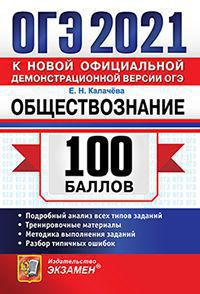 ОГЭ 2021
К НОВОЙ ОФИЦИАЛЬНОЙ
ДЕМОНСТРАЦИОННОЙ ВЕРСИИ ОГЭ
Е. Н. Калачёва
ОБЩЕСТВОЗНАНИЕ
100
БАЛЛОВ
• Подробный анализ всех типов заданий
• Тренировочные материалы
• Методика выполнения заданий
• Разбор типичных ошибок
Издательство
ЭКЗАМЕН®